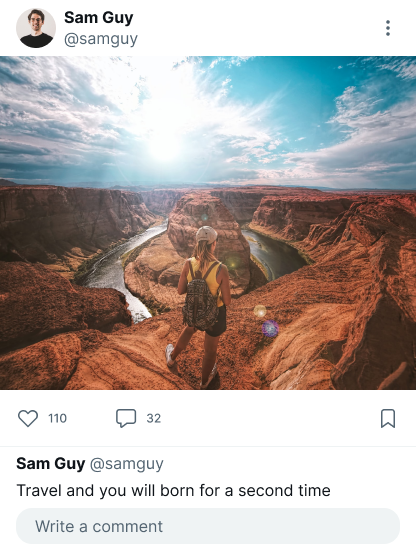 Sam Guy
@samguy
110
32
Sam Guy @samguy
Travel and you will born for a second time
Write a comment